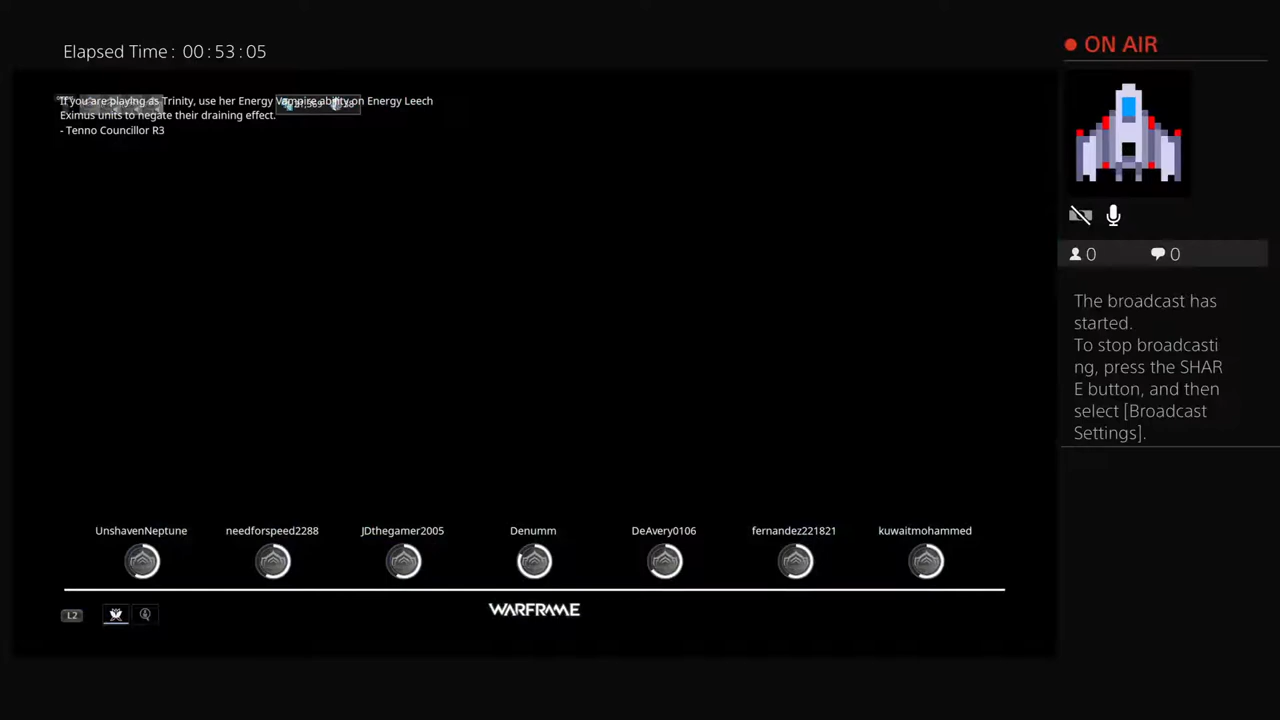 Elapsed Time: 00:53:05
ON AIR
If you are playing as Trinity, use her Energy Vampire ability on Energy Leech
Eximus units to negate their draining effect.
- Tenno Councillor R3
0
0
The broadcast has
started.
To stop broadcasti
ng, press the SHAR
E button, and then
select [Broadcast
Settings].
UnshavenNeptune
needforspeed2288
JDthegamer2005
Denumm
DeAvery0106
fernandez221821
kuwaitmohammed
L2
WARFRAME